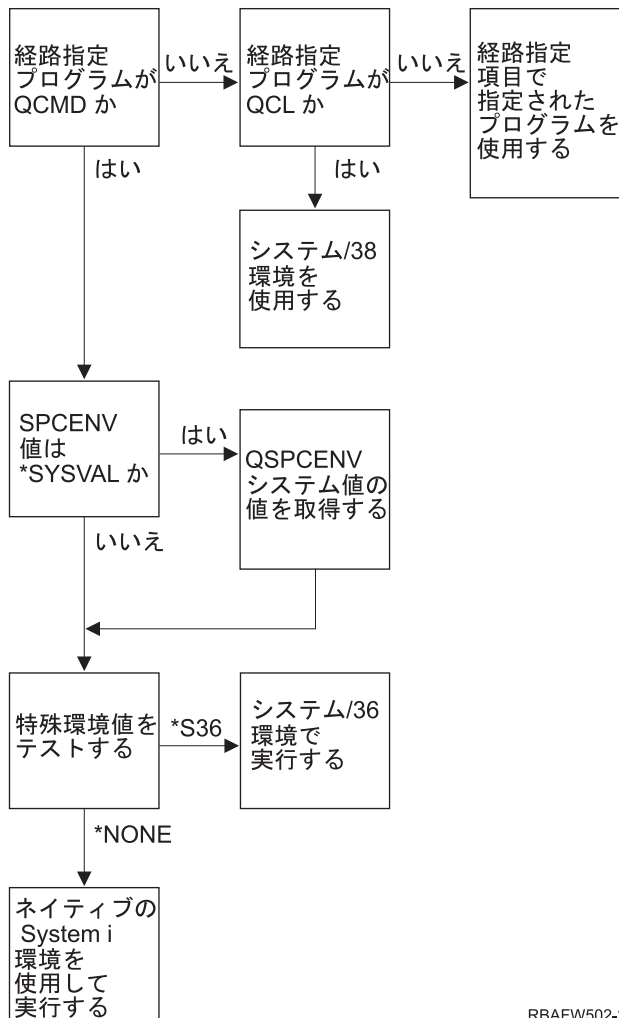 経路指定
プログラムが
QCMD か
いいえ
経路指定
プログラムが
QCL か
いいえ
経路指定
項目で
指定された
プログラムを
使用する
はい
はい
システム/38
環境を
使用する
SPCENV
値は
*SYSVAL か
はい
QSPCENV
システム値の
値を取得する
いいえ
特殊環境値を
テストする
*S36
システム/36
環境で
実行する
*NONE
ネイティブの
System i
環境を
使用して
実行する